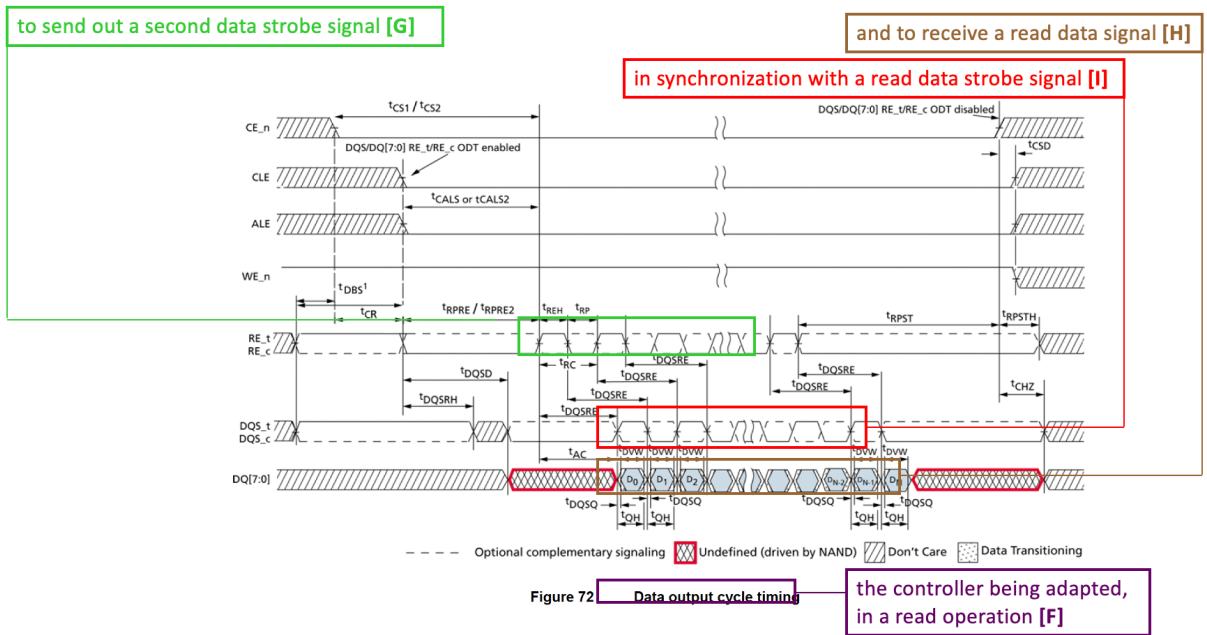 to send out a second data strobe signal [G]
and to receive a read data signal [H]
in synchronization with a read data strobe signal [I]
tCS1 / tCS2
DQS/DQ[7:0] RE_t/RE_c ODT disabled
CE_n
tCSD
DQS/DQ[7:0] RE_t/RE_c ODT enabled
CLE
tCALS or tCALS2
ALE
WE_n
tDBS1
tCR
tRPRE / tRPRE2
tREH
tRP
tRPST
tRPSTH
RE_t
RE_c
tRC
tDQSRE
tDQSRE
tDQSRE
tDQSD
tDQSRE
tDQSRE
tCHZ
tDQSRH
tDQSRE
DQS_t
DQS_c
tAC
tDVW
tDVW
tDVW
tDVW
tDVW
DQ[7:0]
D0
D1
D2
DN-2
DN-1
DN
tDQSQ
tDQSQ
tDQSQ
tDQSQ
tQH
tQH
tQH
tQH
Optional complementary signaling
Undefined (driven by NAND)
Don't Care
Data Transitioning
Figure 72 Data output cycle timing
the controller being adapted,
in a read operation [F]